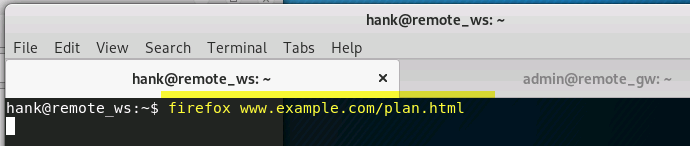 hank@remote_ws: ~
File Edit View Search Terminal Tabs Help
hank@remote_ws: ~ × admin@remote_gw: ~
hank@remote_ws:~$ firefox www.example.com/plan.html